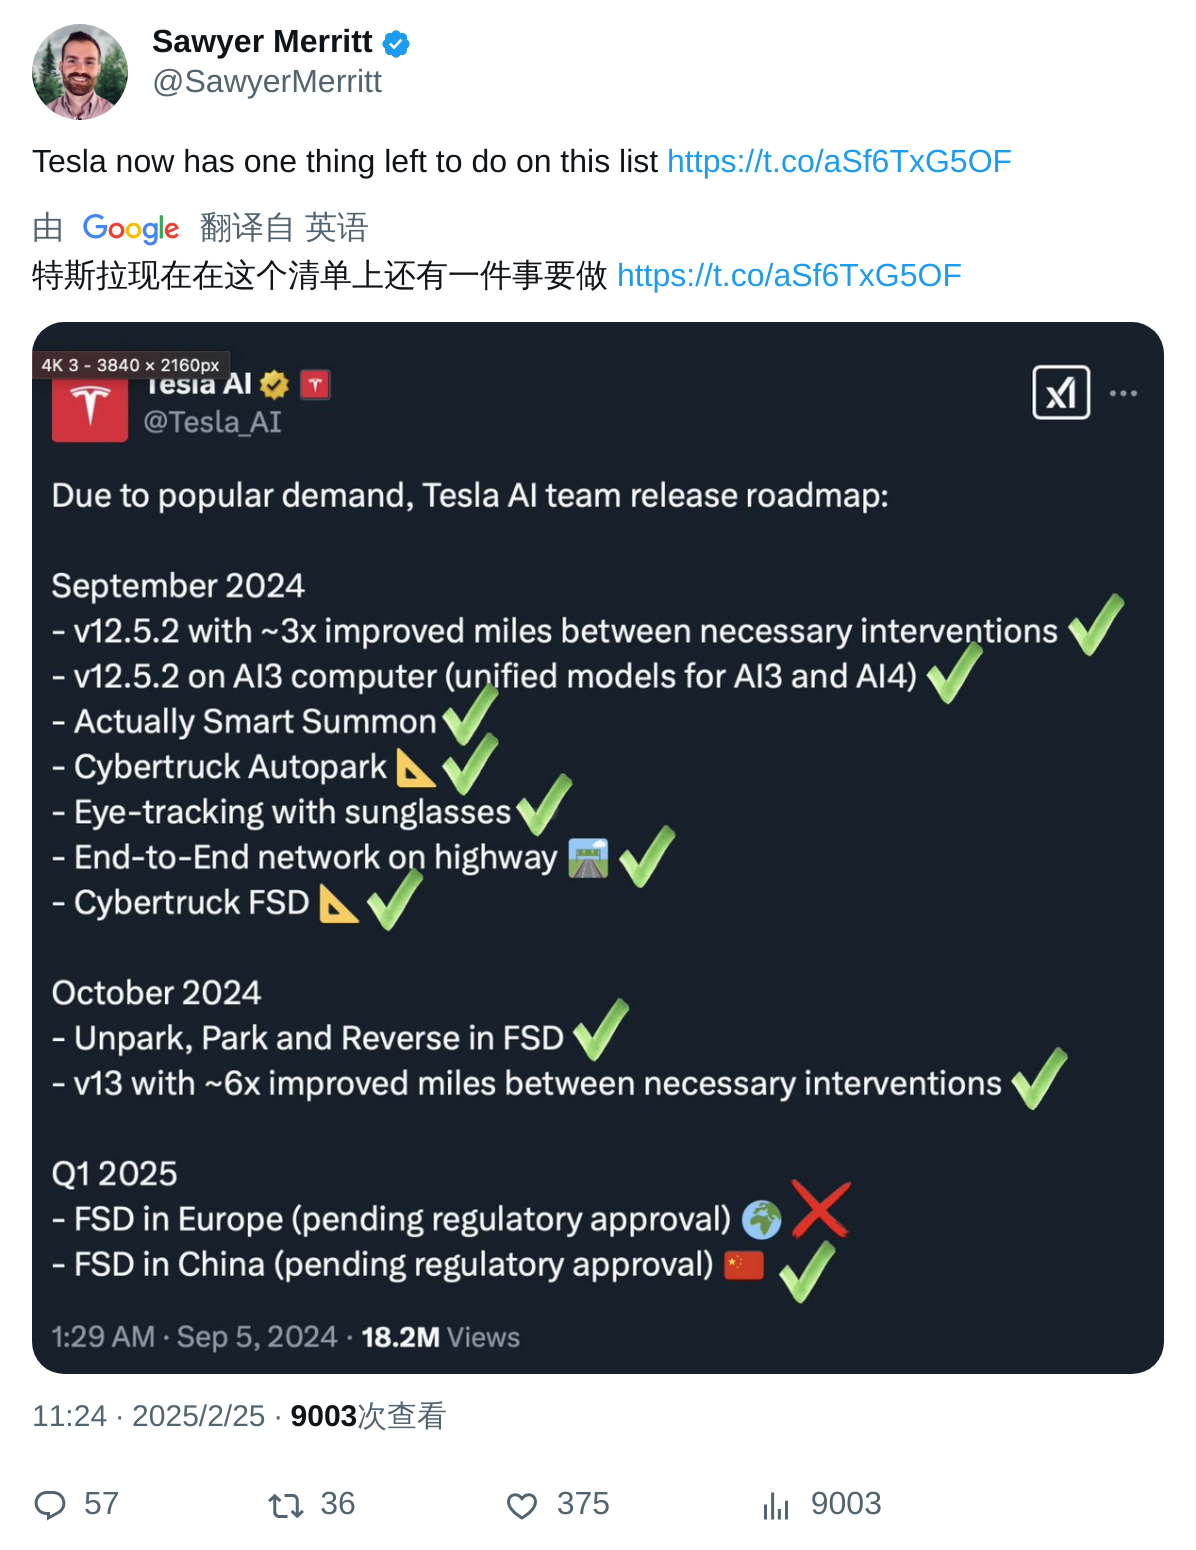 Sawyer Merritt
@SawyerMerritt
Tesla now has one thing left to do on this list https://t.co/aSf6TxG5OF
由 Google 翻译自 英语
特斯拉现在在这个清单上还有一件事要做 https://t.co/aSf6TxG5OF
4K 3 - 3840 × 2160px
Tesla AI
@Tesla_AI
xI
Due to popular demand, Tesla AI team release roadmap:
September 2024
- v12.5.2 with ~3x improved miles between necessary interventions
- v12.5.2 on AI3 computer (unified models for AI3 and AI4)
- Actually Smart Summon
- Cybertruck Autopark
- Eye-tracking with sunglasses
- End-to-End network on highway
- Cybertruck FSD
October 2024
- Unpark, Park and Reverse in FSD
- v13 with ~6x improved miles between necessary interventions
Q1 2025
- FSD in Europe (pending regulatory approval)
- FSD in China (pending regulatory approval)
1:29 AM · Sep 5, 2024 · 18.2M Views
11:24 · 2025/2/25 · 9003次查看
57 36 375 9003